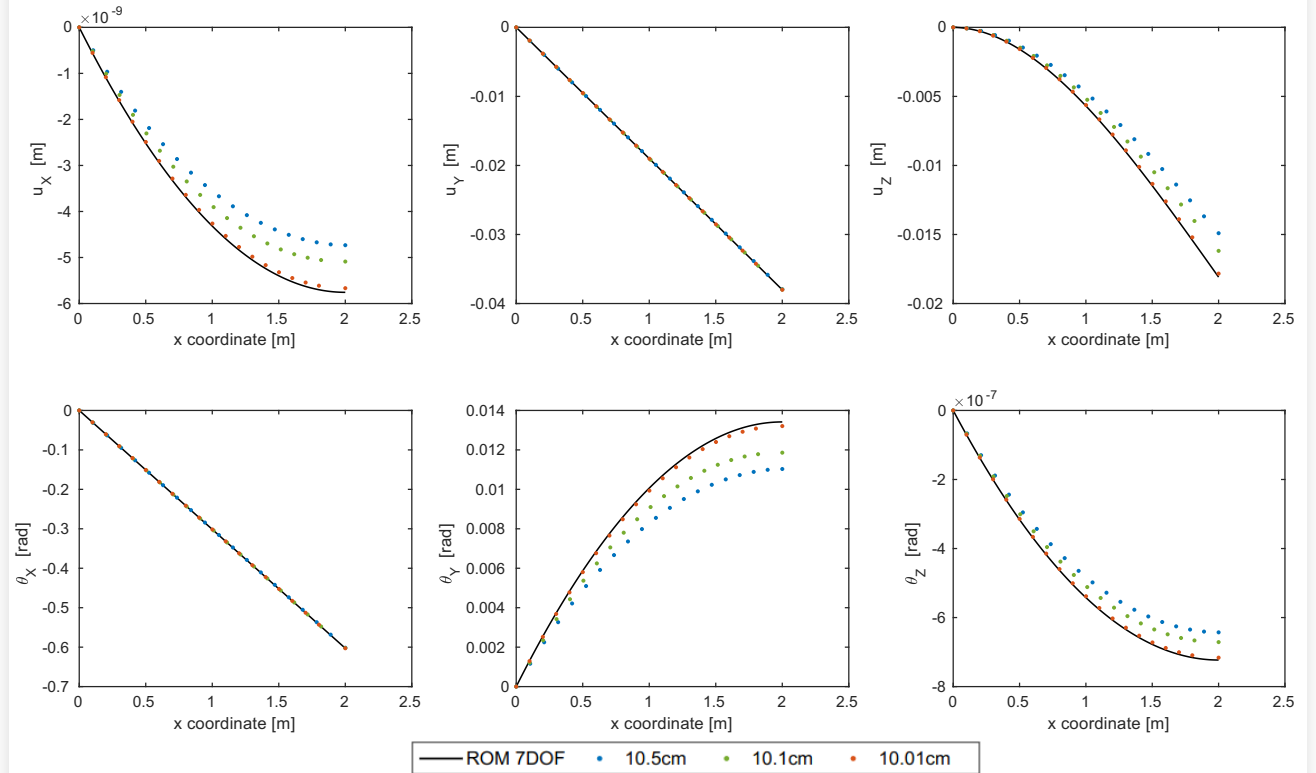 ×10^-9
0
-1
-2
-3
-4
-5
-6
u_X [m]
0 0.5 1 1.5 2 2.5
x coordinate [m]
0
-0.01
-0.02
-0.03
-0.04
u_Y [m]
0 0.5 1 1.5 2 2.5
x coordinate [m]
0
-0.005
-0.01
-0.015
-0.02
u_Z [m]
0 0.5 1 1.5 2 2.5
x coordinate [m]
0
-0.1
-0.2
-0.3
-0.4
-0.5
-0.6
-0.7
θ_X [rad]
0 0.5 1 1.5 2 2.5
x coordinate [m]
0.014
0.012
0.01
0.008
0.006
0.004
0.002
0
θ_Y [rad]
0 0.5 1 1.5 2 2.5
x coordinate [m]
×10^-7
0
-2
-4
-6
-8
θ_Z [rad]
0 0.5 1 1.5 2 2.5
x coordinate [m]
ROM 7DOF 10.5cm 10.1cm 10.01cm